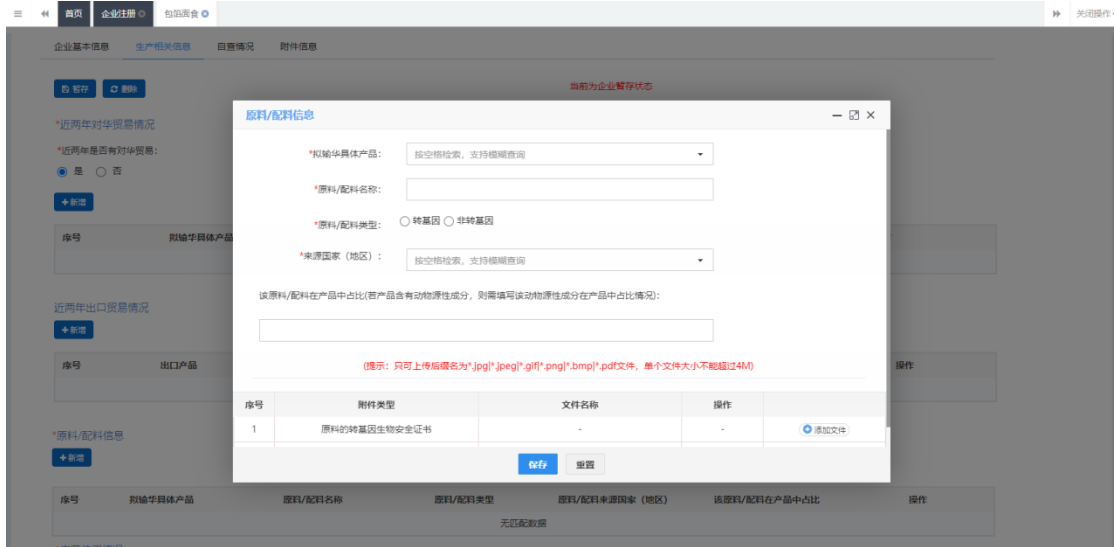 首页 企业注册 包馅面食 关闭操作
企业基本信息 生产相关信息 自查情况 附件信息
暂存 删除 当前为企业暂存状态
原料/配料信息
*近两年对华贸易情况
*近两年是否有对华贸易:
是 否
+新增
序号 拟输华具体产品
*拟输华具体产品: 按空格检索，支持模糊查询
*原料/配料名称:
*原料/配料类型: 转基因 非转基因
*来源国家（地区）: 按空格检索，支持模糊查询
该原料/配料在产品中占比(若产品含有动物源性成分，则需填写该动物源性成分在产品中占比情况):
近两年出口贸易情况
+新增
序号 出口产品 操作
(提示：只可上传后缀名为*.jpg|*.jpeg|*.gif|*.png|*.bmp|*.pdf文件，单个文件大小不能超过4M)
序号 附件类型 文件名称 操作
1 原料的转基因生物安全证书 - - 添加文件
保存 重置
*原料/配料信息
+新增
序号 拟输华具体产品 原料/配料名称 原料/配料类型 原料/配料来源国家（地区） 该原料/配料在产品中占比 操作
无匹配数据